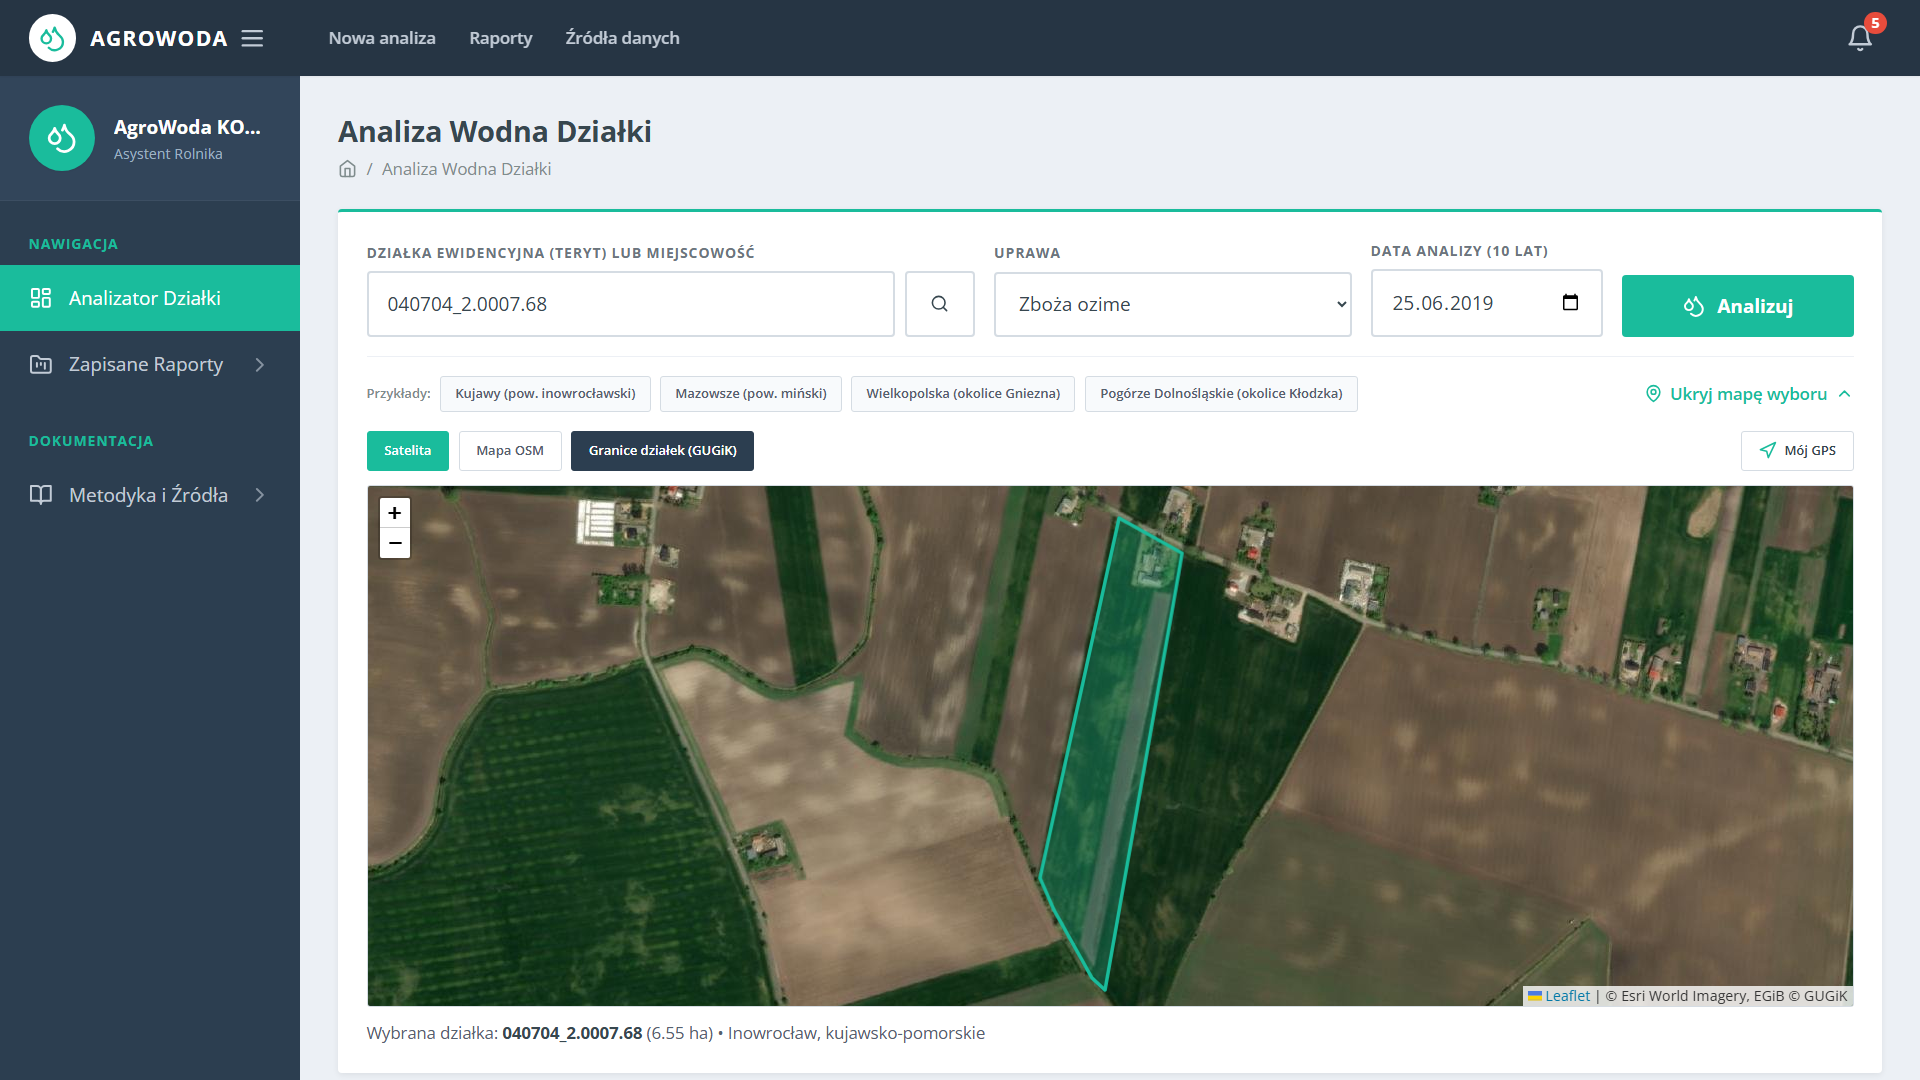 AGROWODA
Nowa analiza
Raporty
Źródła danych
5
AgroWoda KO...
Asystent Rolnika
NAWIGACJA
Analizator Działki
Zapisane Raporty
DOKUMENTACJA
Metodyka i Źródła
Analiza Wodna Działki
/ Analiza Wodna Działki
DZIAŁKA EWIDENCYJNA (TERYT) LUB MIEJSCOWOŚĆ
040704_2.0007.68
UPRAWA
Zboża ozime
DATA ANALIZY (10 LAT)
25.06.2019
Analizuj
Przykłady:
Kujawy (pow. inowrocławski)
Mazowsze (pow. miński)
Wielkopolska (okolice Gniezna)
Pogórze Dolnośląskie (okolice Kłodzka)
Ukryj mapę wyboru
Satelita
Mapa OSM
Granice działek (GUGiK)
Mój GPS
+
−
Leaflet | © Esri World Imagery, EGiB © GUGiK
Wybrana działka: 040704_2.0007.68 (6.55 ha) • Inowrocław, kujawsko-pomorskie